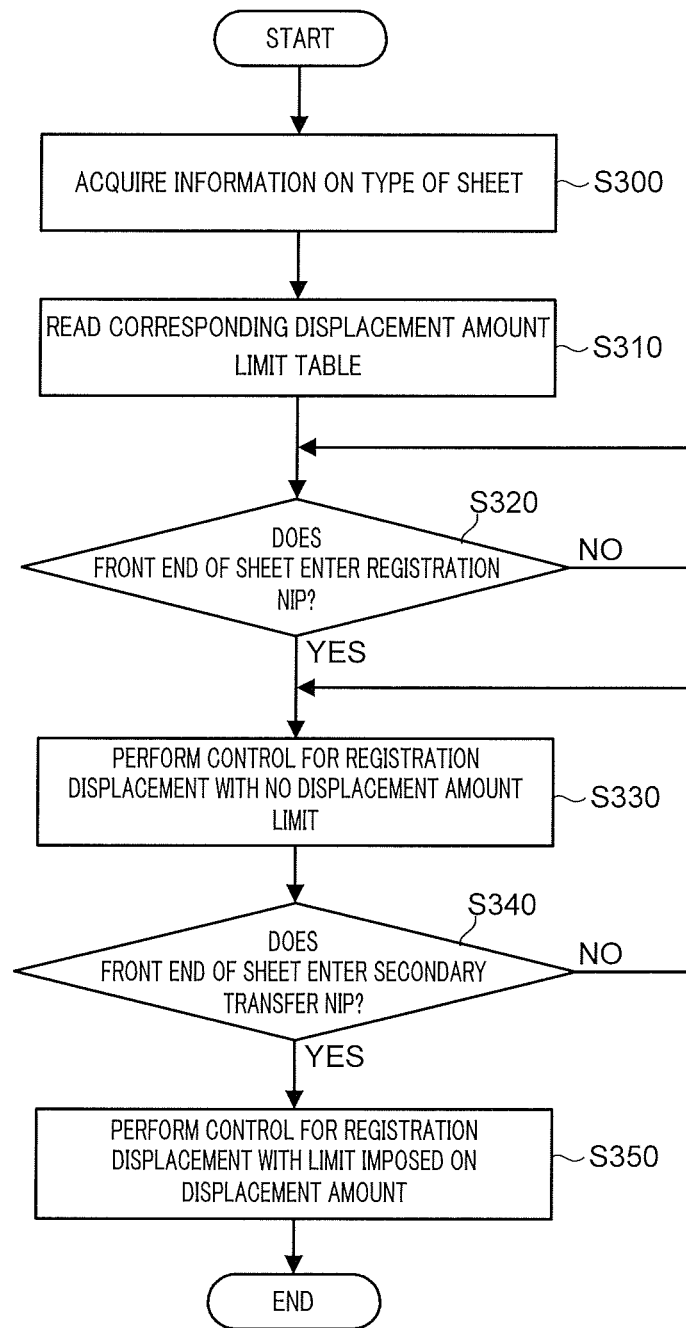 START
ACQUIRE INFORMATION ON TYPE OF SHEET
S300
READ CORRESPONDING DISPLACEMENT AMOUNT
LIMIT TABLE
S310
S320
DOES
FRONT END OF SHEET ENTER REGISTRATION
NIP?
NO
YES
PERFORM CONTROL FOR REGISTRATION
DISPLACEMENT WITH NO DISPLACEMENT AMOUNT
LIMIT
S330
S340
DOES
FRONT END OF SHEET ENTER SECONDARY
TRANSFER NIP?
NO
YES
PERFORM CONTROL FOR REGISTRATION
DISPLACEMENT WITH LIMIT IMPOSED ON
DISPLACEMENT AMOUNT
S350
END